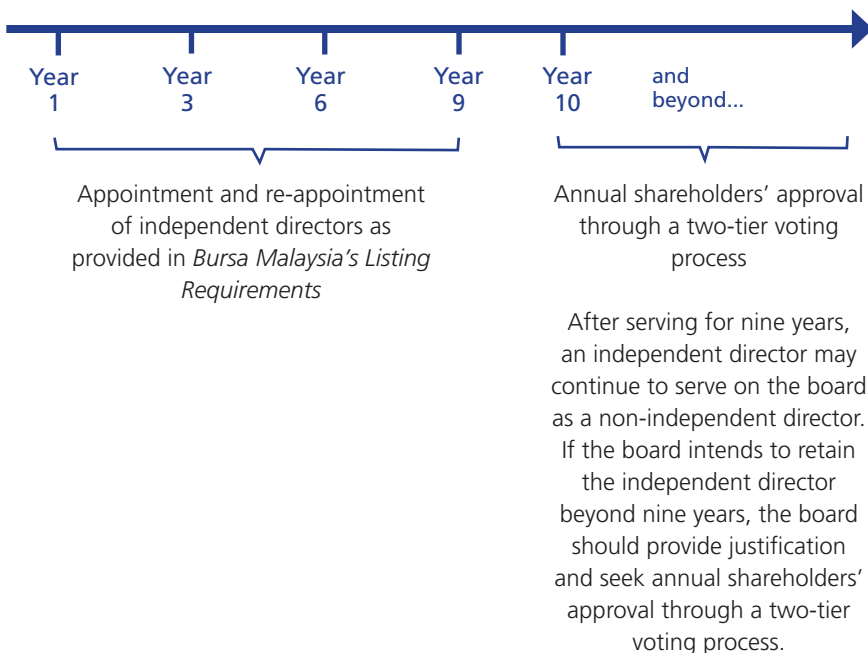 Year
1
Year
3
Year
6
Year
9
Year
10
and
beyond...
Appointment and re-appointment
of independent directors as
provided in Bursa Malaysia's Listing
Requirements
Annual shareholders' approval
through a two-tier voting
process
After serving for nine years,
an independent director may
continue to serve on the board
as a non-independent director.
If the board intends to retain
the independent director
beyond nine years, the board
should provide justification
and seek annual shareholders'
approval through a two-tier
voting process.